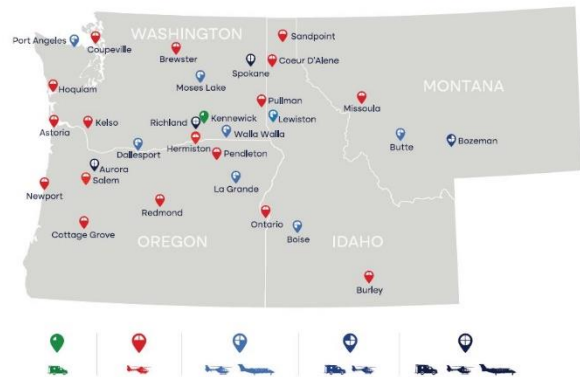 Sandpoint
WASHINGTON
Port Angeles
Coupeville
Brewster
Spokane
Coeur D'Alene
MONTANA
Moses Lake
Hoquiam
Pullman
Missoula
Richland
Kennewick
Lewiston
Astoria
Kelso
Walla Walla
Butte
Bozeman
Hermiston
Dallesport
Pendleton
Aurora
Salem
La Grande
Newport
Redmond
Ontario
Boise
Cottage Grove
OREGON
IDAHO
Burley